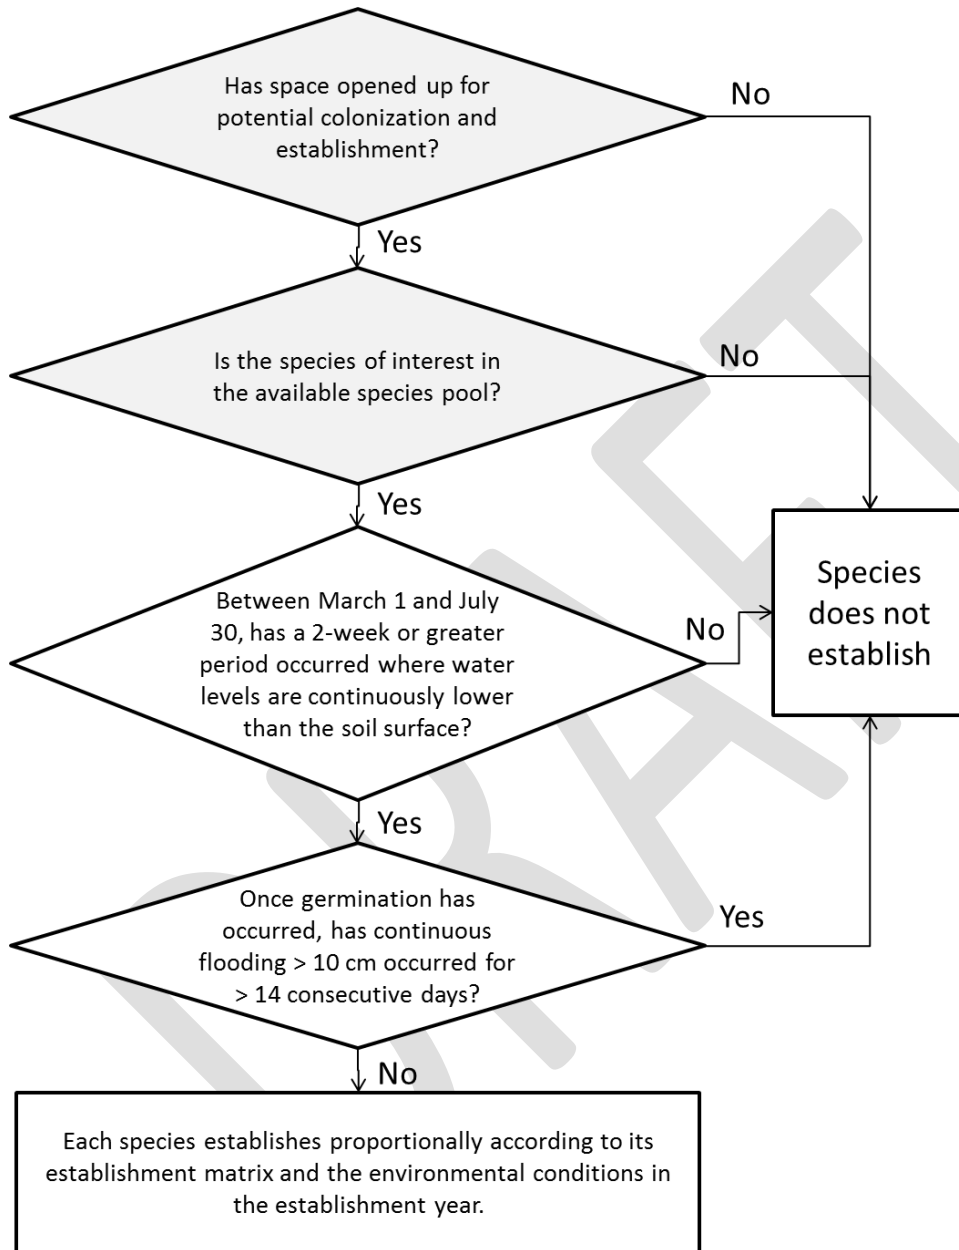 Has space opened up for
potential colonization and
establishment?
No
Yes
Is the species of interest in
the available species pool?
No
Yes
Between March 1 and July
30, has a 2-week or greater
period occurred where water
levels are continuously lower
than the soil surface?
No
Species
does not
establish
Yes
Once germination has
occurred, has continuous
flooding > 10 cm occurred for
> 14 consecutive days?
Yes
No
Each species establishes proportionally according to its
establishment matrix and the environmental conditions in
the establishment year.
DRAFT